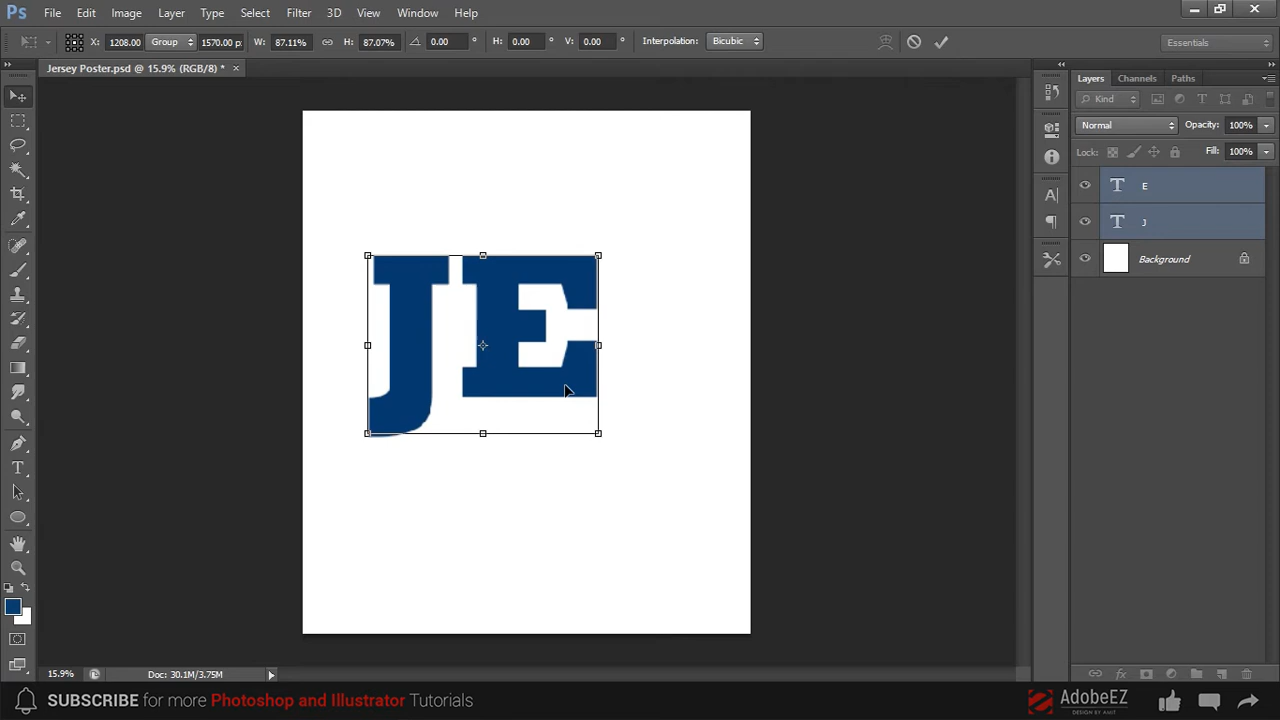 Ps File Edit Image Layer Type Select Filter 3D View Window Help
X: 1208.00 Group 1570.00 p: W: 87.11% H: 87.07% 0.00 ° H: 0.00 ° V: 0.00 ° Interpolation: Bicubic Essentials
Jersey Poster.psd @ 15.9% (RGB/8) * ×
Layers Channels Paths
Kind
Normal Opacity: 100%
Lock: Fill: 100%
T E
T J
Background
JE
15.9% Doc: 30.1M/3.75M
SUBSCRIBE for more Photoshop and Illustrator Tutorials
AdobeEZ
DESIGN BY AMIT